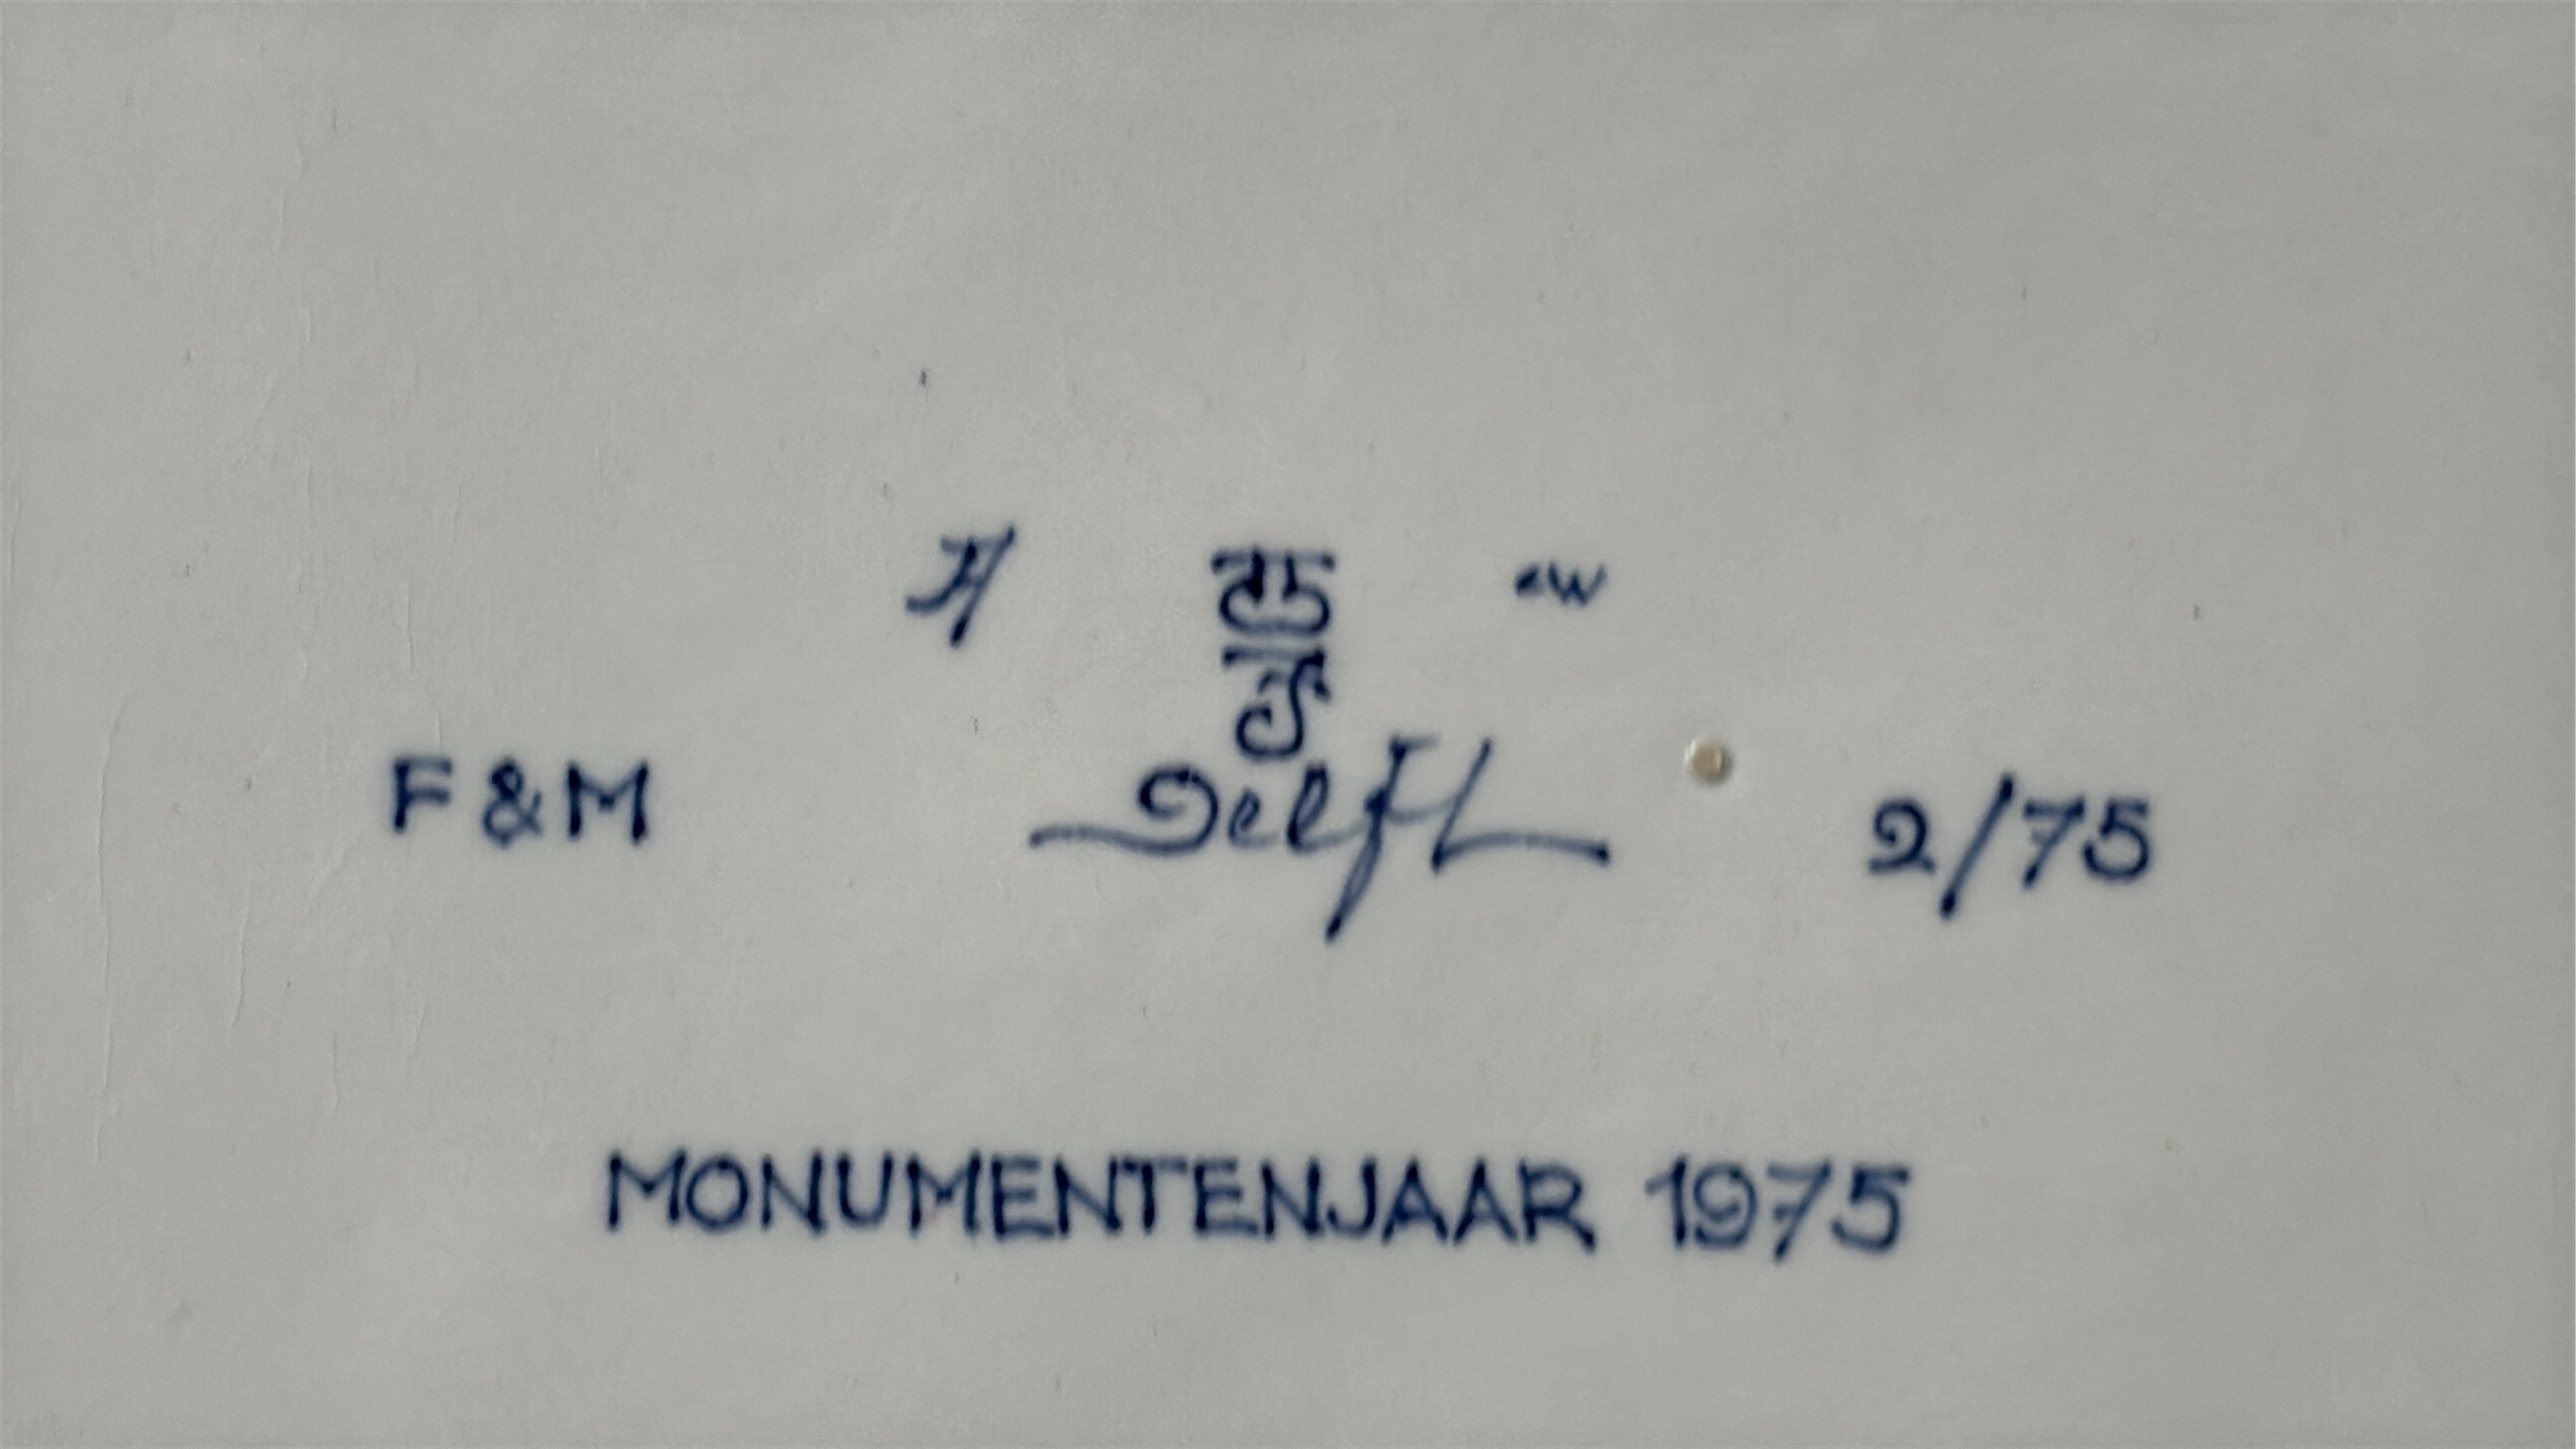 F & M Delft 2/75
MONUMENTENJAAR 1975